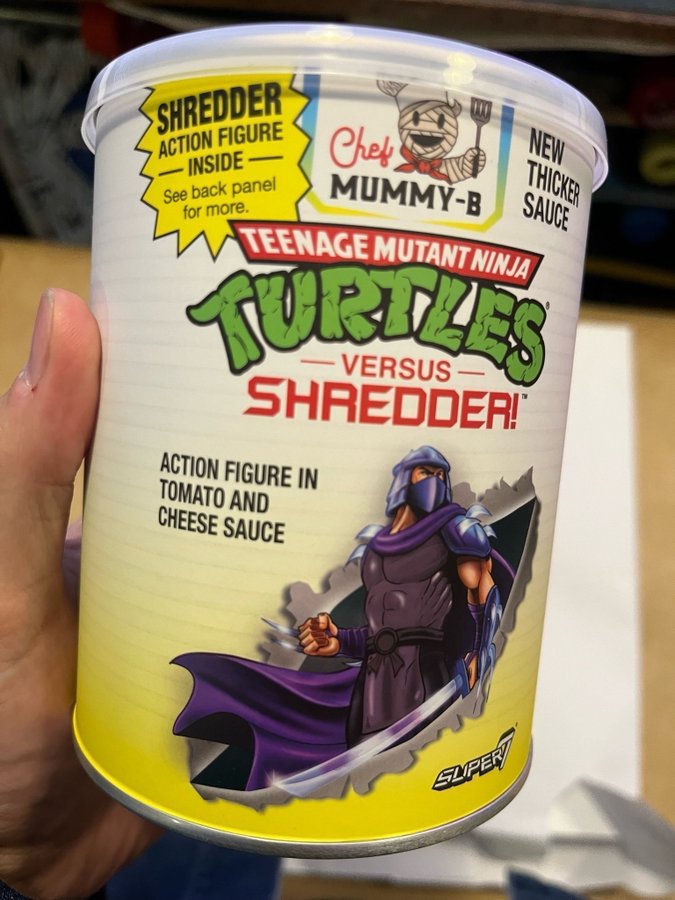 SHREDDER
ACTION FIGURE
— INSIDE —
See back panel
for more.
Chef
MUMMY-B
NEW
THICKER
SAUCE
TEENAGE MUTANT NINJA
TURTLES®
— VERSUS —
SHREDDER!™
ACTION FIGURE IN
TOMATO AND
CHEESE SAUCE
SUPER7